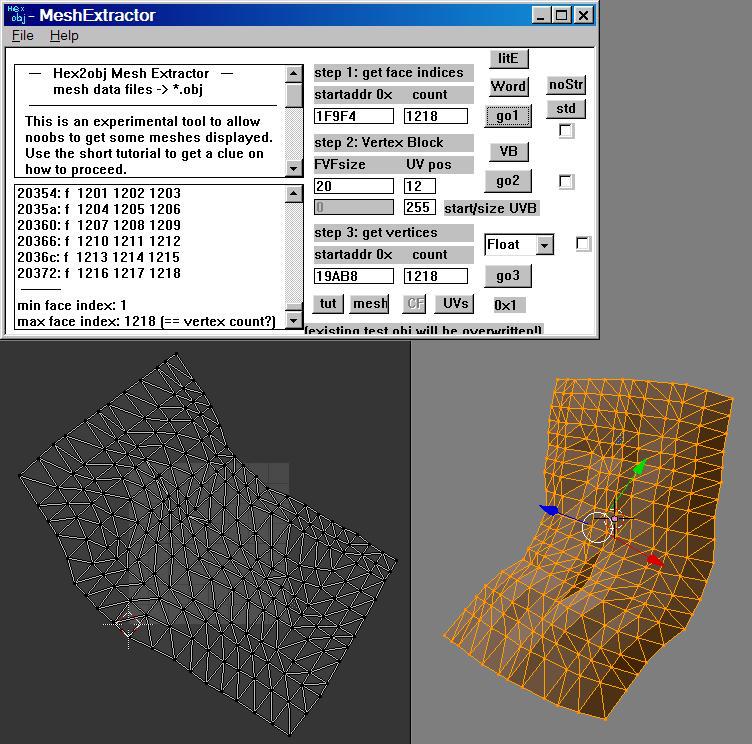 Hex obj- MeshExtractor
File Help
— Hex2obj Mesh Extractor —
mesh data files -> *.obj
This is an experimental tool to allow
noobs to get some meshes displayed.
Use the short tutorial to get a clue on
how to proceed.
20354: f 1201 1202 1203
2035a: f 1204 1205 1206
20360: f 1207 1208 1209
20366: f 1210 1211 1212
2036c: f 1213 1214 1215
20372: f 1216 1217 1218
min face index: 1
max face index: 1218 (== vertex count?)
step 1: get face indices
startaddr 0x count
1F9F4 1218
step 2: Vertex Block
FVFsize UV pos
20 12
0 255 start/size UVB
step 3: get vertices
startaddr 0x count
19AB8 1218
tut mesh CF UVs
(existing test.obj will be overwritten!)
litE
Word noStr
go1 std
VB
go2
Float
go3
0x1